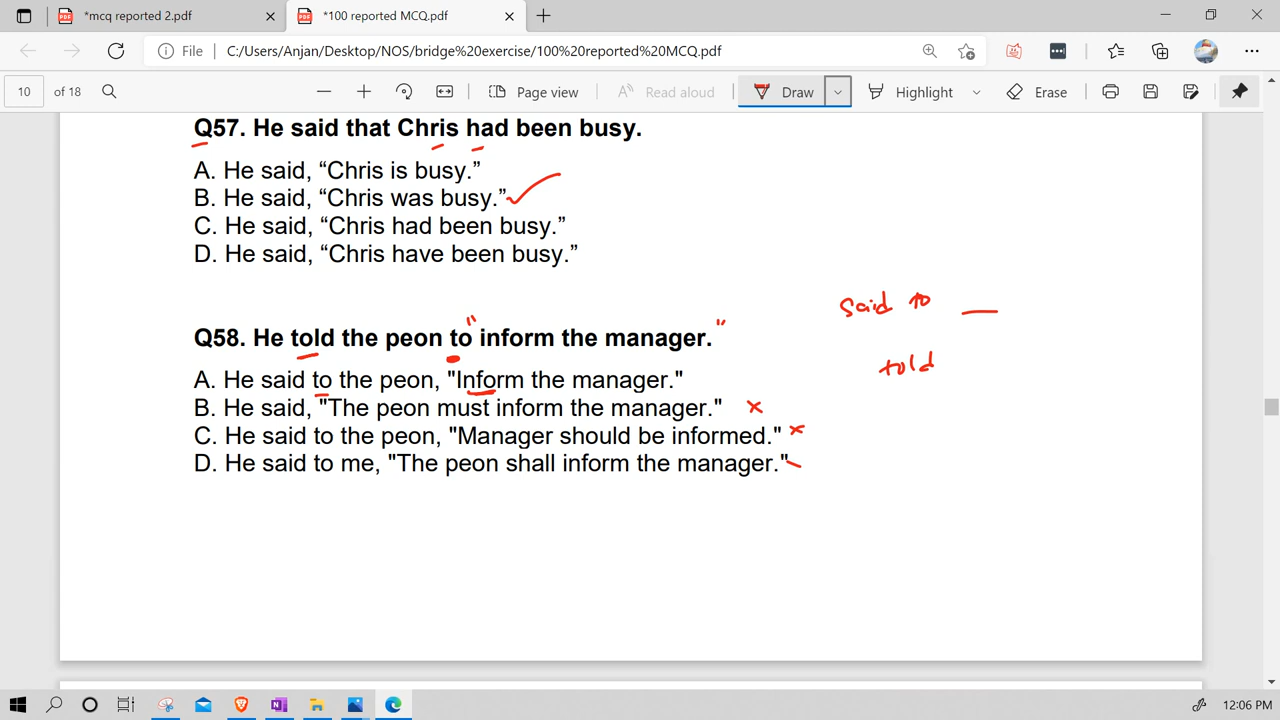 *mcq reported 2.pdf
*100 reported MCQ.pdf
File C:/Users/Anjan/Desktop/NOS/bridge%20exercise/100%20reported%20MCQ.pdf
10 of 18 Page view Read aloud Draw Highlight Erase
Q57. He said that Chris had been busy.
A. He said, “Chris is busy.”
B. He said, “Chris was busy.”
C. He said, “Chris had been busy.”
D. He said, “Chris have been busy.”
said to
Q58. He told the peon to" inform the manager."
told
A. He said to the peon, "Inform the manager."
B. He said, "The peon must inform the manager."
C. He said to the peon, "Manager should be informed."
D. He said to me, "The peon shall inform the manager."
12:06 PM